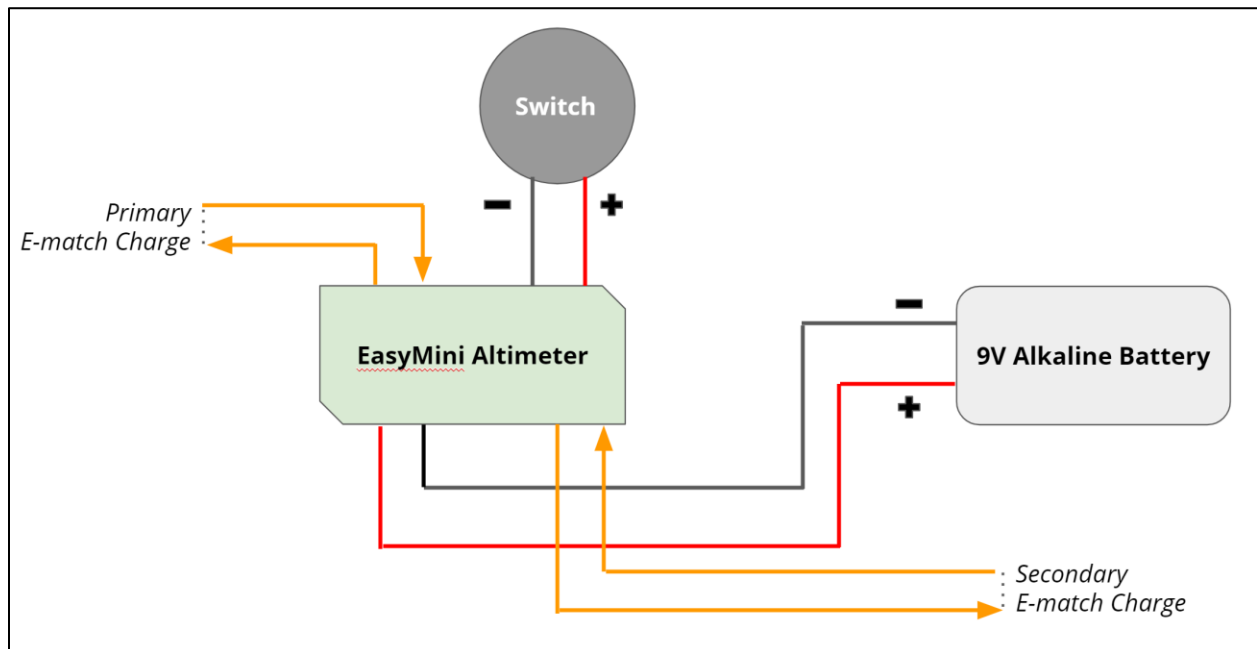 Switch
Primary
E-match Charge
EasyMini Altimeter
9V Alkaline Battery
Secondary
E-match Charge